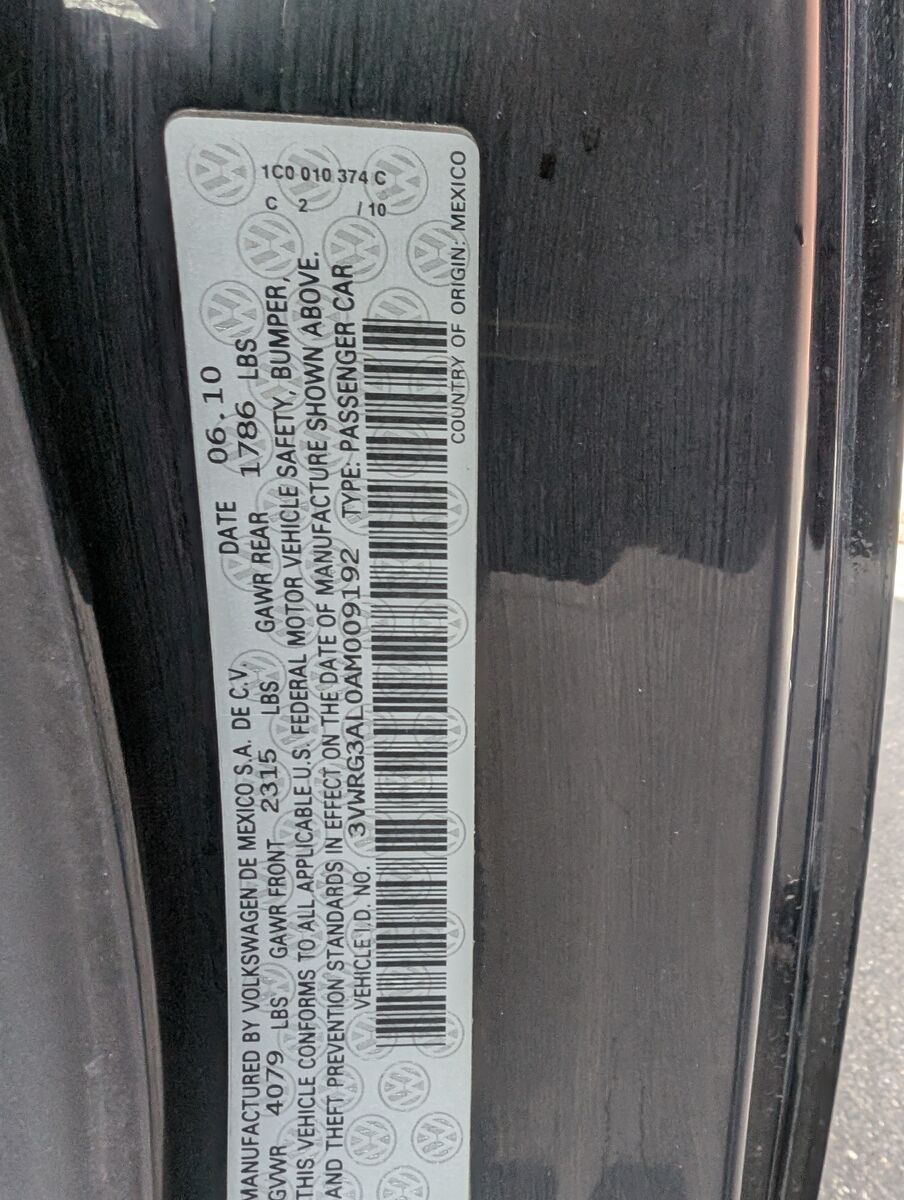 1C0 010 374 C
C 2 / 10
MANUFACTURED BY VOLKSWAGEN DE MEXICO S.A. DE C.V. DATE 06.10
GVWR 4079 LBS GAWR FRONT 2315 LBS GAWR REAR 1786 LBS
THIS VEHICLE CONFORMS TO ALL APPLICABLE U.S. FEDERAL MOTOR VEHICLE SAFETY, BUMPER,
AND THEFT PREVENTION STANDARDS IN EFFECT ON THE DATE OF MANUFACTURE SHOWN ABOVE.
VEHICLE I.D. NO. 3VWRG3AL0AM009192 TYPE: PASSENGER CAR
COUNTRY OF ORIGIN: MEXICO